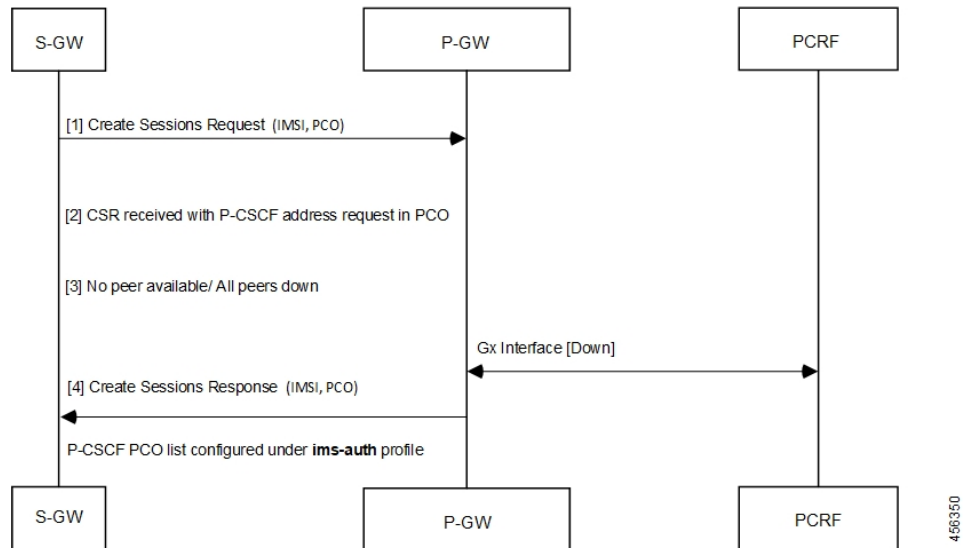 S-GW
P-GW
PCRF
[1] Create Sessions Request (IMSI, PCO)
[2] CSR received with P-CSCF address request in PCO
[3] No peer available/ All peers down
Gx Interface [Down]
[4] Create Sessions Response (IMSI, PCO)
P-CSCF PCO list configured under ims-auth profile
S-GW
P-GW
PCRF
456350